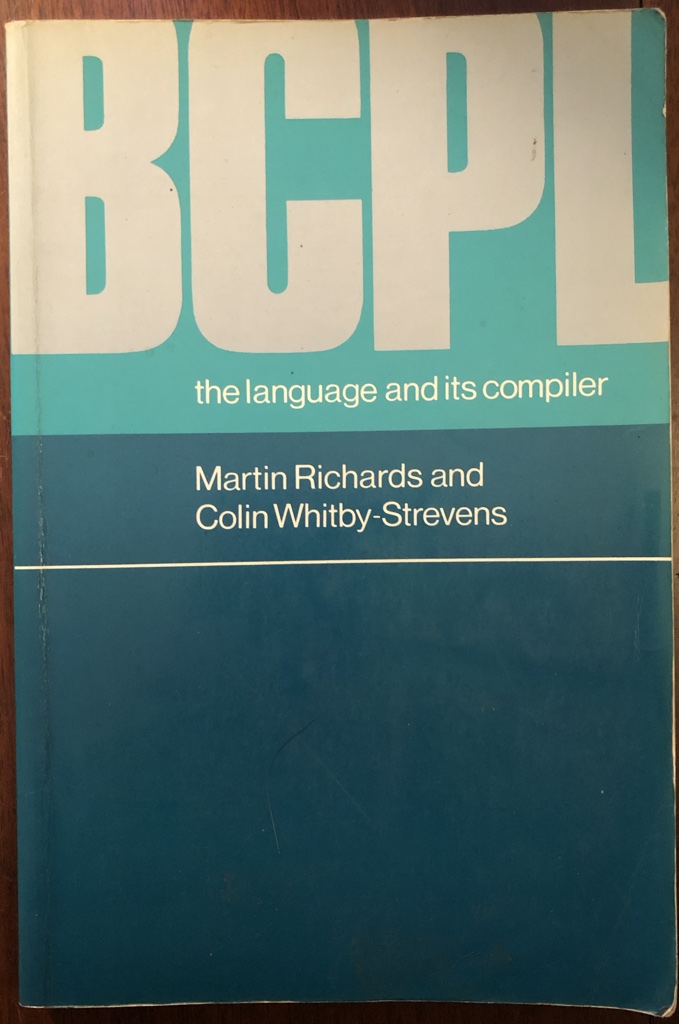 BCPL
the language and its compiler
Martin Richards and
Colin Whitby-Strevens